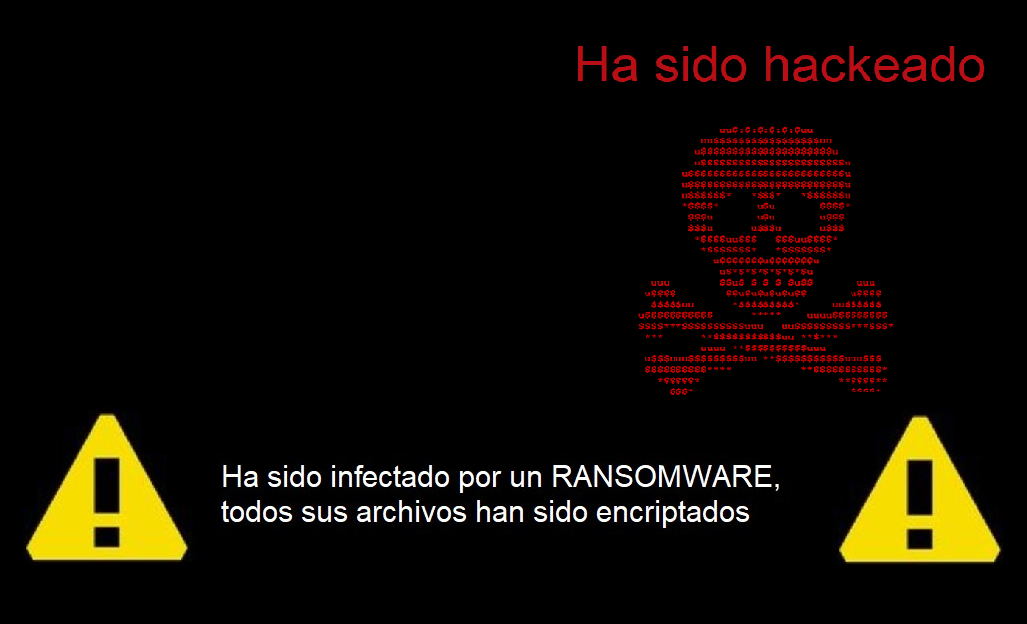 Ha sido hackeado
Ha sido infectado por un RANSOMWARE,
todos sus archivos han sido encriptados